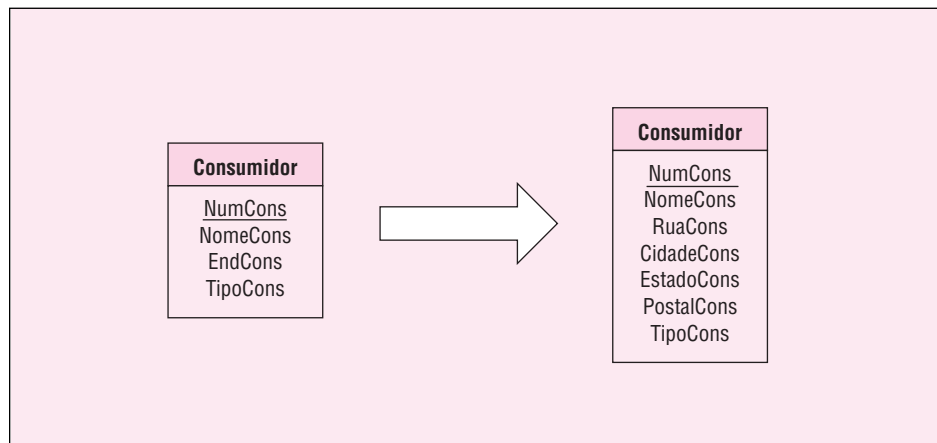 Consumidor
NumCons
NomeCons
EndCons
TipoCons
Consumidor
NumCons
NomeCons
RuaCons
CidadeCons
EstadoCons
PostalCons
TipoCons